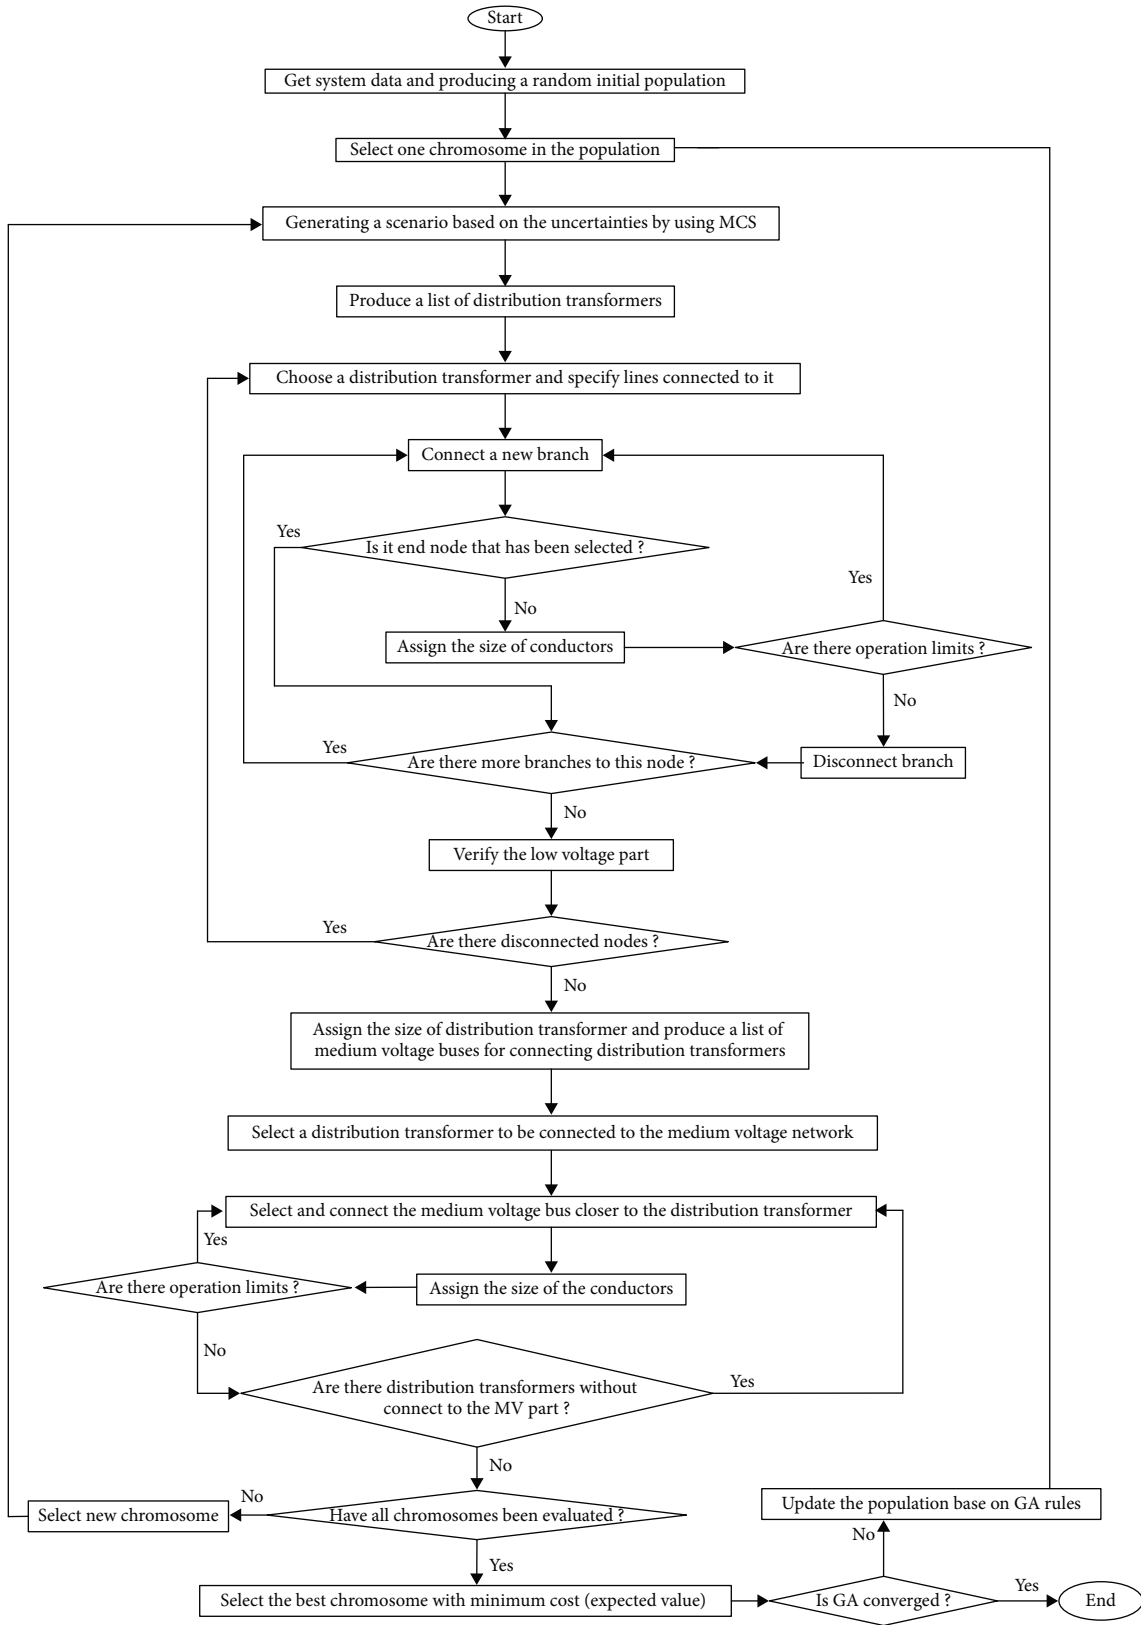 Start
Get system data and producing a random initial population
Select one chromosome in the population
Generating a scenario based on the uncertainties by using MCS
Produce a list of distribution transformers
Choose a distribution transformer and specify lines connected to it
Connect a new branch
Yes
Is it end node that has been selected ?
Yes
No
Assign the size of conductors
Are there operation limits ?
No
Yes
Are there more branches to this node ?
Disconnect branch
No
Verify the low voltage part
Yes
Are there disconnected nodes ?
No
Assign the size of distribution transformer and produce a list of
medium voltage buses for connecting distribution transformers
Select a distribution transformer to be connected to the medium voltage network
Select and connect the medium voltage bus closer to the distribution transformer
Yes
Are there operation limits ?
Assign the size of the conductors
No
Are there distribution transformers without
connect to the MV part ?
Yes
No
No
Select new chromosome
Have all chromosomes been evaluated ?
Update the population base on GA rules
No
Yes
Select the best chromosome with minimum cost (expected value)
Is GA converged ?
Yes
End